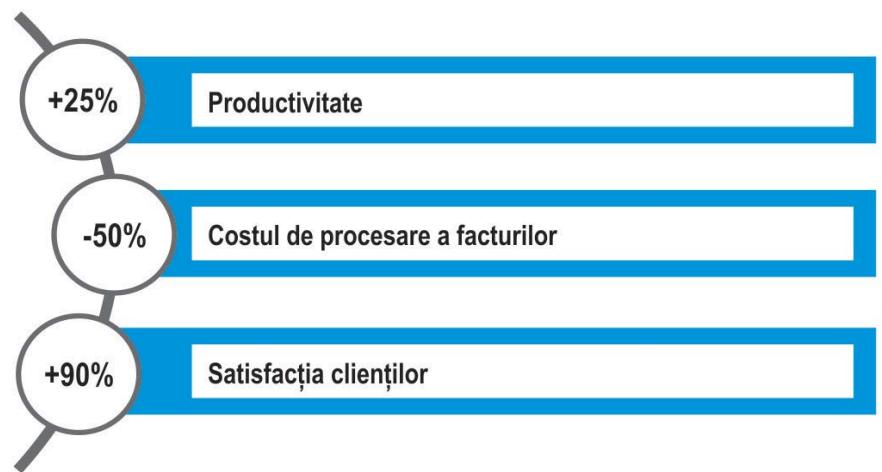 +25% Productivitate
-50% Costul de procesare a facturilor
+90% Satisfacția clienților